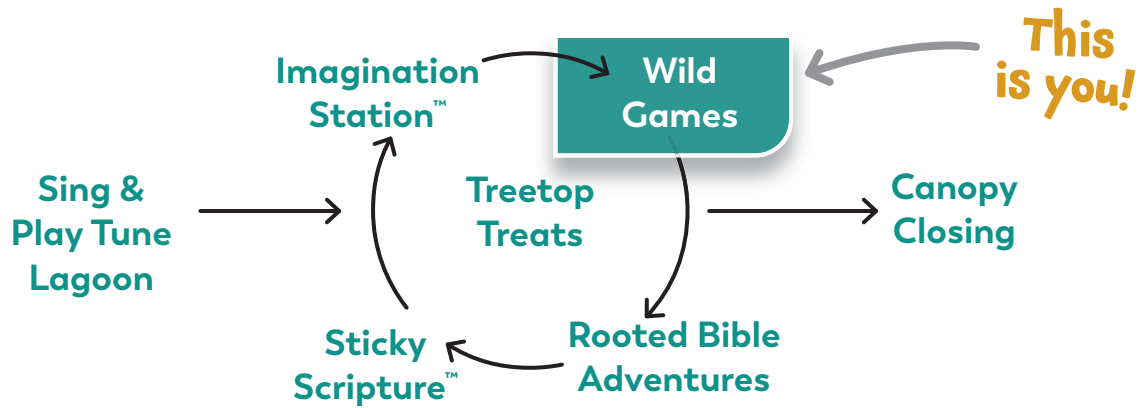 This
is you!
Imagination
Station™
Wild
Games
Sing &
Play Tune
Lagoon
Treetop
Treats
Canopy
Closing
Sticky
Scripture™
Rooted Bible
Adventures